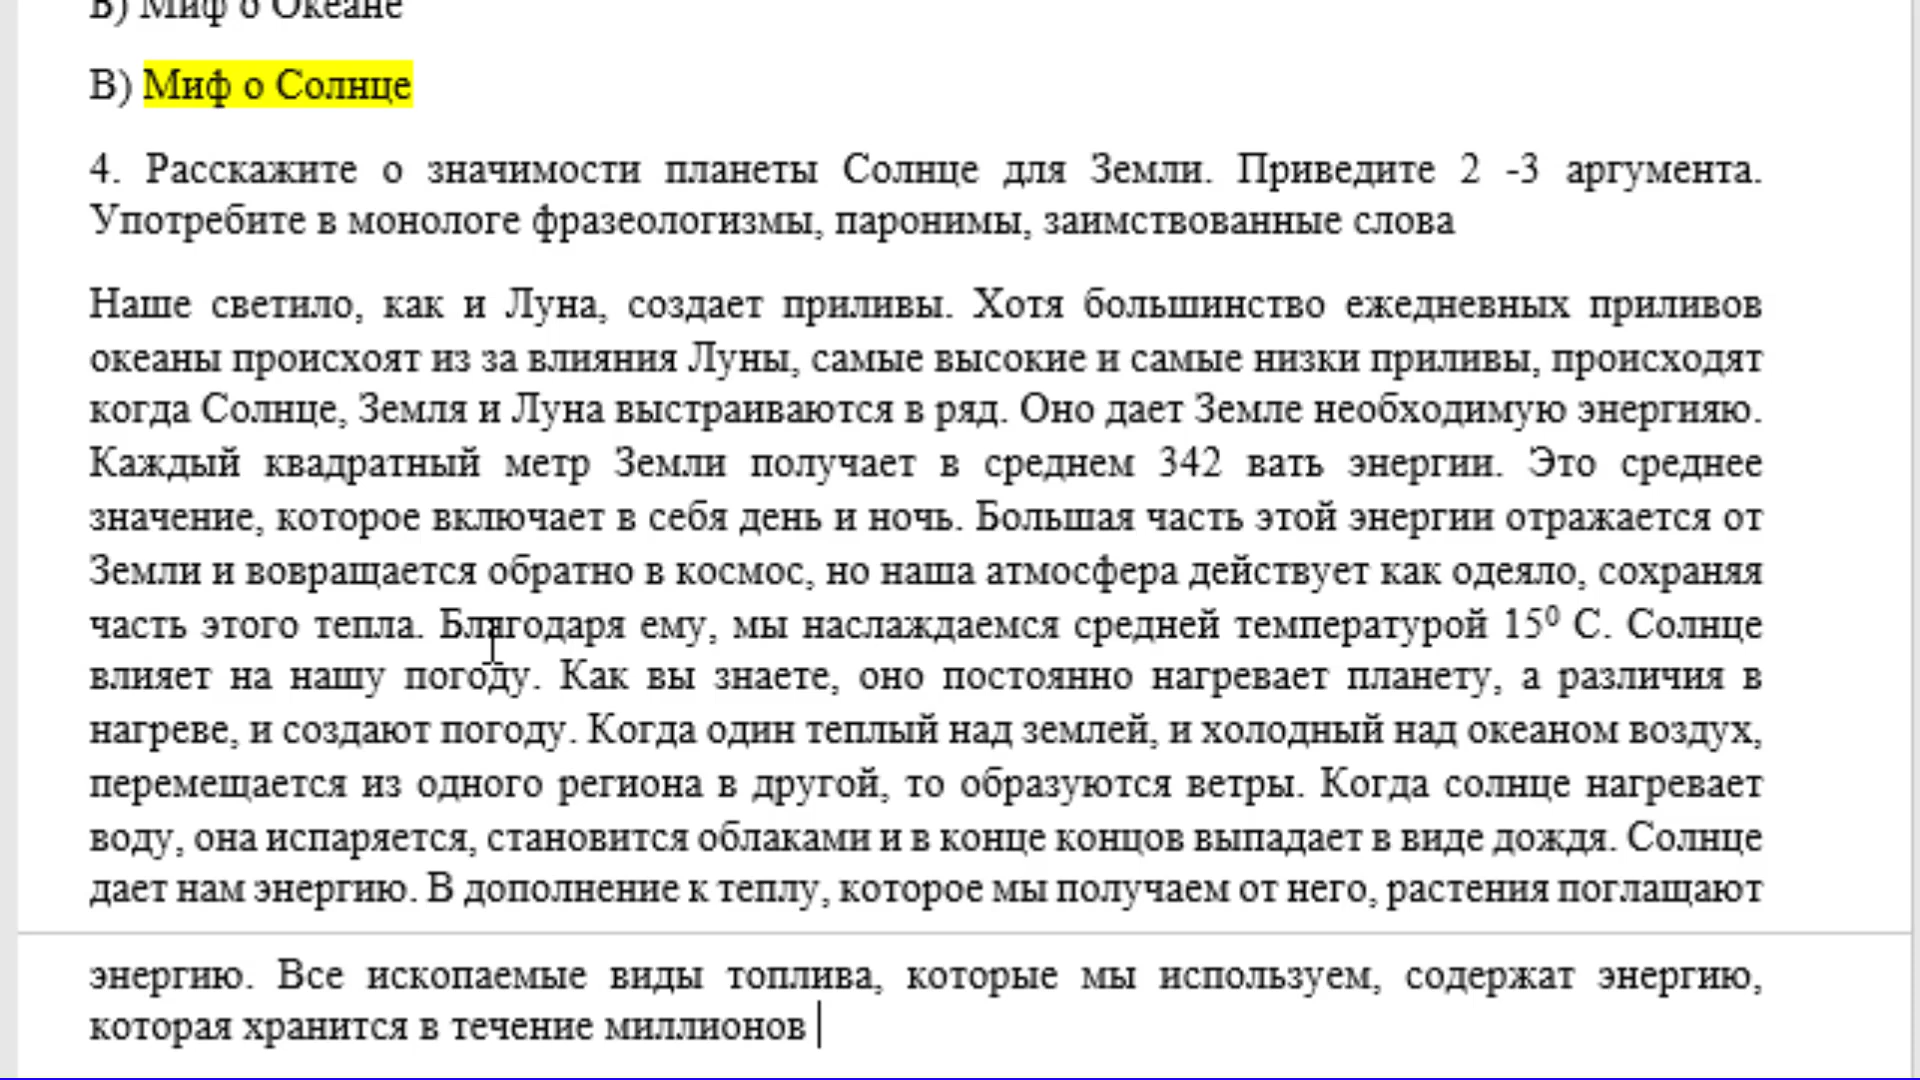 Б) Миф о Океане
В) Миф о Солнце
4. Расскажите о значимости планеты Солнце для Земли. Приведите 2 -3 аргумента.
Употребите в монологе фразеологизмы, паронимы, заимствованные слова
Наше светило, как и Луна, создает приливы. Хотя большинство ежедневных приливов
океаны происхоят из за влияния Луны, самые высокие и самые низки приливы, происходят
когда Солнце, Земля и Луна выстраиваются в ряд. Оно дает Земле необходимую энергияю.
Каждый квадратный метр Земли получает в среднем 342 вать энергии. Это среднее
значение, которое включает в себя день и ночь. Большая часть этой энергии отражается от
Земли и вовращается обратно в космос, но наша атмосфера действует как одеяло, сохраняя
часть этого тепла. Благодаря ему, мы наслаждаемся средней температурой 15⁰ С. Солнце
влияет на нашу погоду. Как вы знаете, оно постоянно нагревает планету, а различия в
нагреве, и создают погоду. Когда один теплый над землей, и холодный над океаном воздух,
перемещается из одного региона в другой, то образуются ветры. Когда солнце нагревает
воду, она испаряется, становится облаками и в конце концов выпадает в виде дождя. Солнце
дает нам энергию. В дополнение к теплу, которое мы получаем от него, растения поглащают
энергию. Все ископаемые виды топлива, которые мы используем, содержат энергию,
которая хранится в течение миллионов